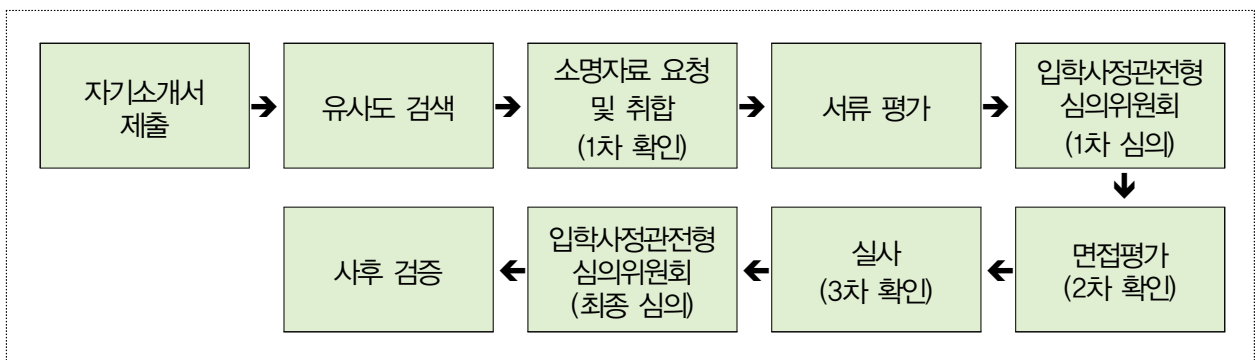 자기소개서
제출
유사도 검색
소명자료 요청
및 취합
(1차 확인)
서류 평가
입학사정관전형
심의위원회
(1차 심의)
면접평가
(2차 확인)
실사
(3차 확인)
입학사정관전형
심의위원회
(최종 심의)
사후 검증